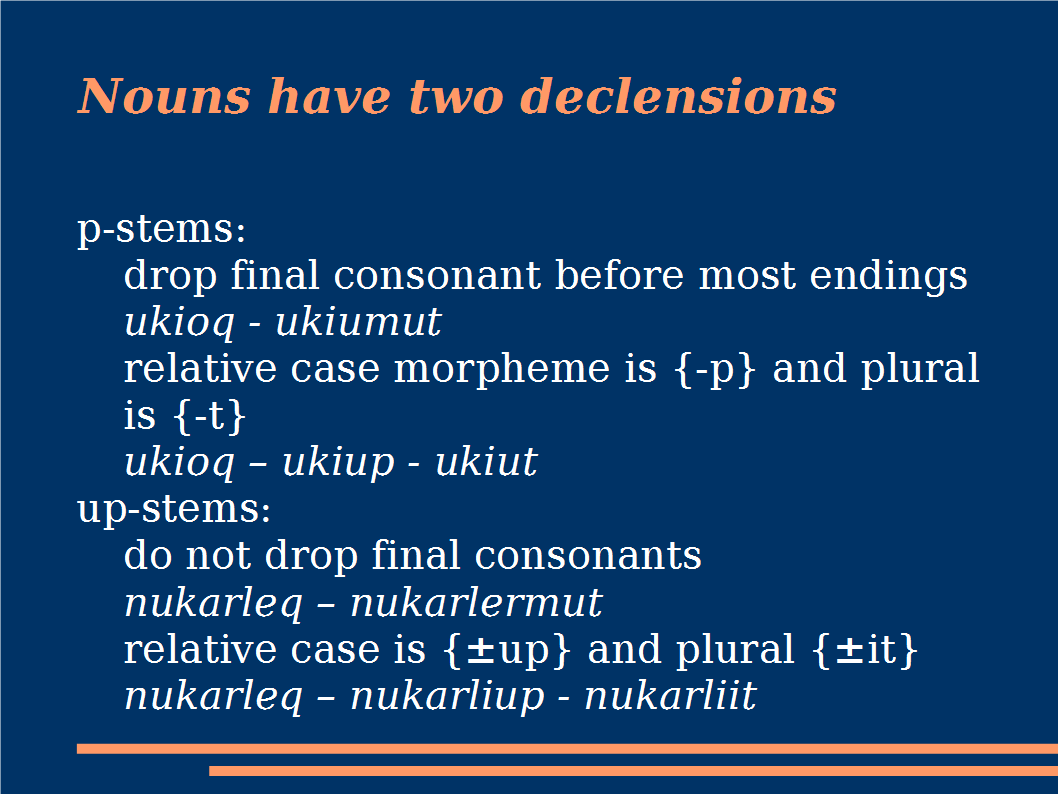 Nouns have two declensions
p-stems:
drop final consonant before most endings
ukioq - ukiumut
relative case morpheme is {-p} and plural
is {-t}
ukioq – ukiup - ukiut
up-stems:
do not drop final consonants
nukarleq – nukarlermut
relative case is {±up} and plural {±it}
nukarleq – nukarliup - nukarliit